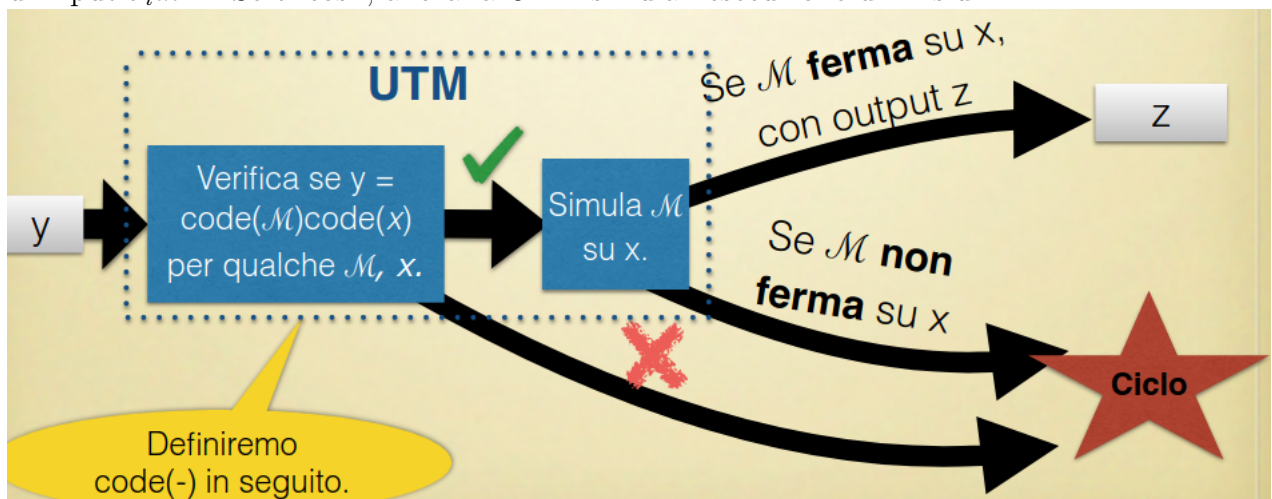 UTM
Se ℳ ferma su x,
con output z
z
Verifica se y =
code(ℳ)code(x)
per qualche ℳ, x.
Simula ℳ
su x.
y
Se ℳ non
ferma su x
Ciclo
Definiremo
code(-) in seguito.